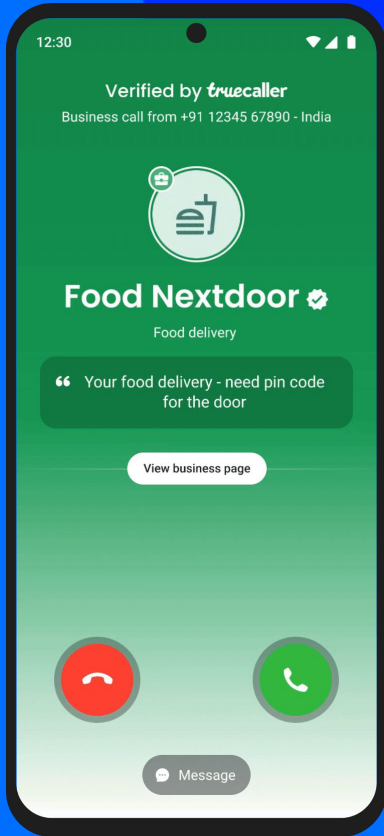 12:30
Verified by truecaller
Business call from +91 12345 67890 - India
Food Nextdoor
Food delivery
“ Your food delivery - need pin code
for the door
View business page
Message